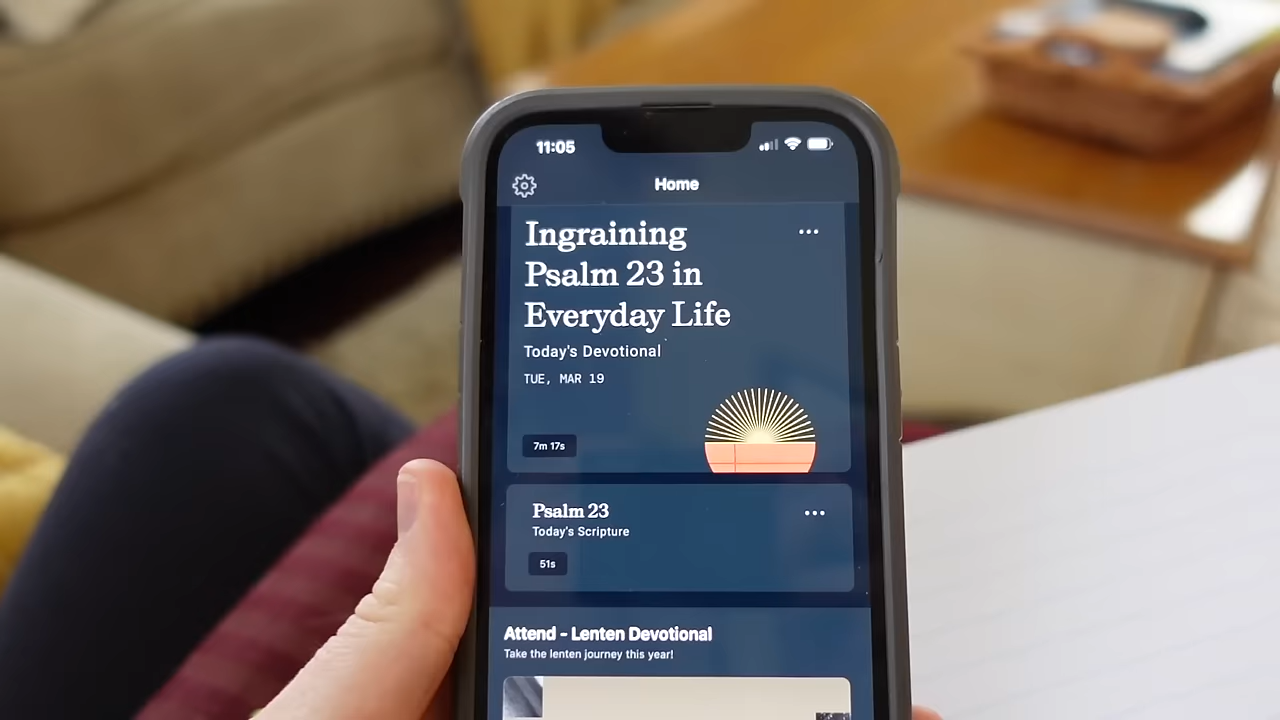 11:05
Home
Ingraining
Psalm 23 in
Everyday Life
Today's Devotional
TUE, MAR 19
7m 17s
Psalm 23
Today's Scripture
51s
Attend - Lenten Devotional
Take the lenten journey this year!